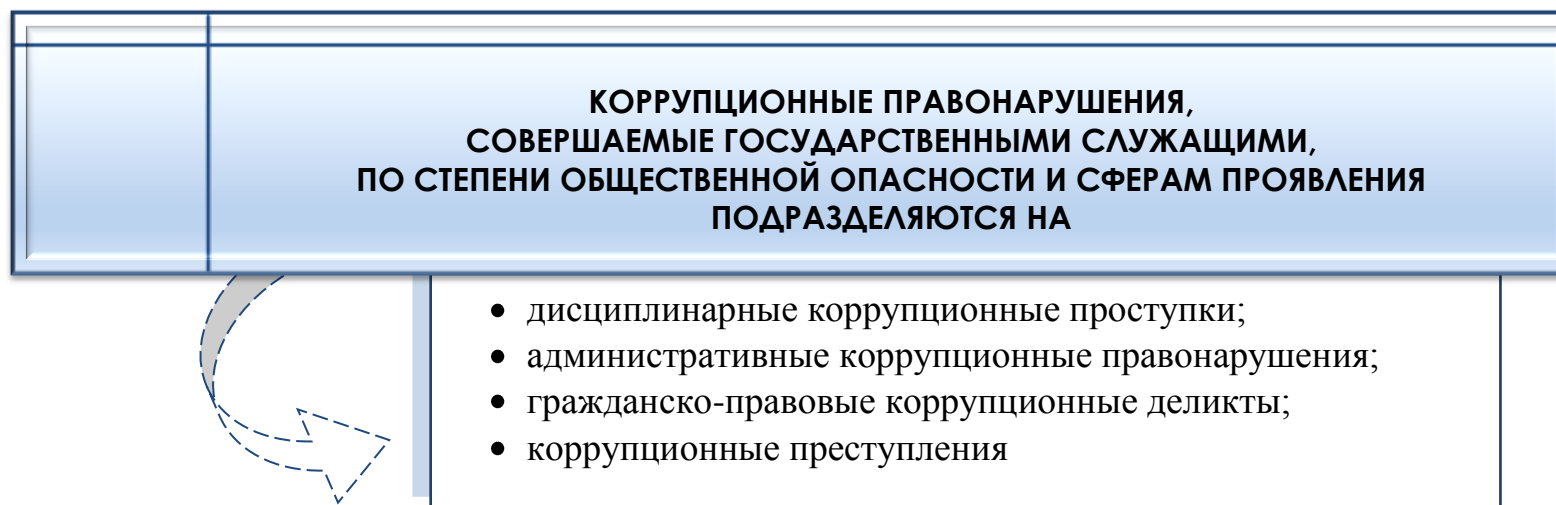 КОРРУПЦИОННЫЕ ПРАВОНАРУШЕНИЯ,
СОВЕРШАЕМЫЕ ГОСУДАРСТВЕННЫМИ СЛУЖАЩИМИ,
ПО СТЕПЕНИ ОБЩЕСТВЕННОЙ ОПАСНОСТИ И СФЕРАМ ПРОЯВЛЕНИЯ
ПОДРАЗДЕЛЯЮТСЯ НА
• дисциплинарные коррупционные проступки;
• административные коррупционные правонарушения;
• гражданско-правовые коррупционные деликты;
• коррупционные преступления